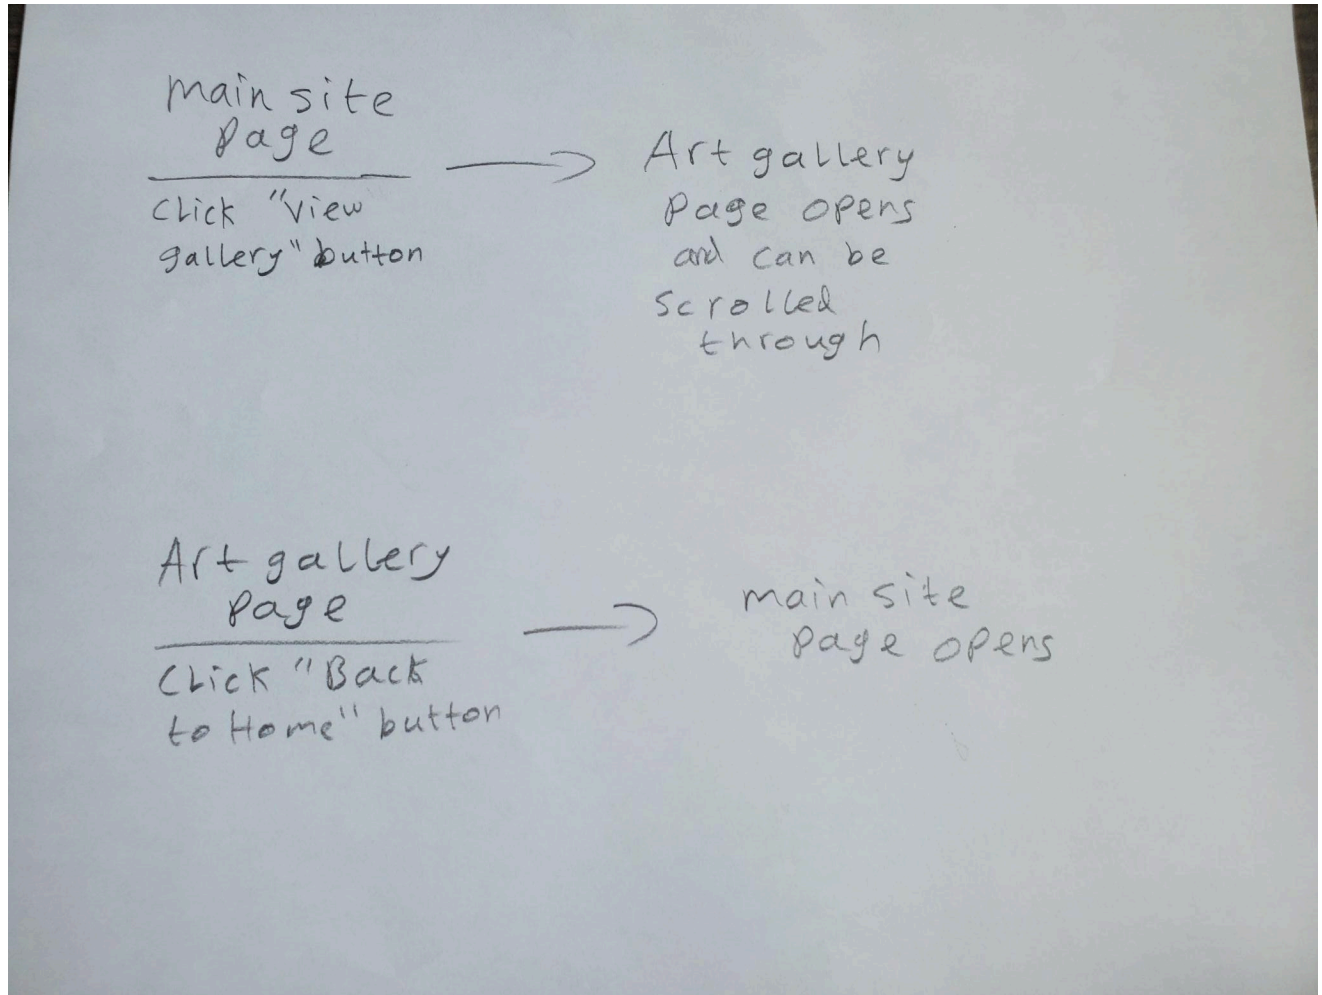 main site
page
Click "View
gallery" button
Art gallery
page opens
and can be
scrolled
through
Art gallery
page
Click "Back
to Home" button
main site
page opens